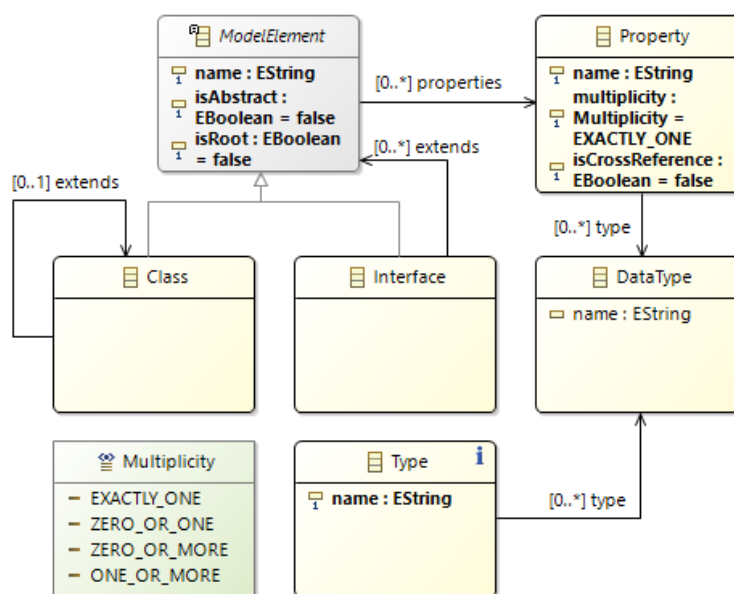 ModelElement
name : EString
isAbstract :
EBoolean = false
isRoot : EBoolean
= false
[0..*] properties
Property
name : EString
multiplicity :
Multiplicity =
EXACTLY_ONE
isCrossReference :
EBoolean = false
[0..*] extends
[0..1] extends
[0..*] type
Class
Interface
DataType
name : EString
Multiplicity
EXACTLY_ONE
ZERO_OR_ONE
ZERO_OR_MORE
ONE_OR_MORE
Type
name : EString
[0..*] type